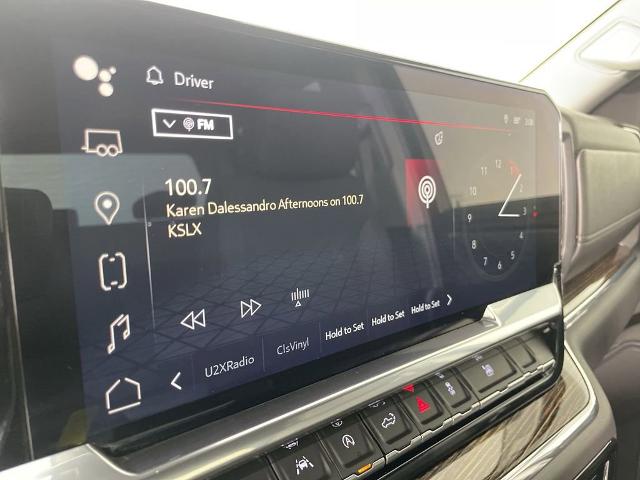 Driver
FM
100.7
Karen Dalessandro Afternoons on 100.7
KSLX
12
1
2
3
4
5
6
7
8
9
10
11
U2XRadio
ClsVinyl
Hold to Set
Hold to Set
Hold to Set